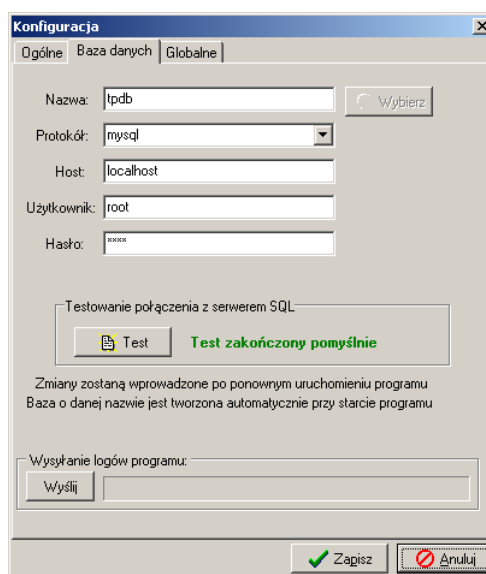 Konfiguracja
Ogólne Baza danych Globalne
Nazwa: tpdb Wybierz
Protokół: mysql
Host: localhost
Użytkownik: root
Hasło: ****
Testowanie połączenia z serwerem SQL
Test Test zakończony pomyślnie
Zmiany zostaną wprowadzone po ponownym uruchomieniu programu
Baza o danej nazwie jest tworzona automatycznie przy starcie programu
Wysyłanie logów programu:
Wyślij
Zapisz Anuluj